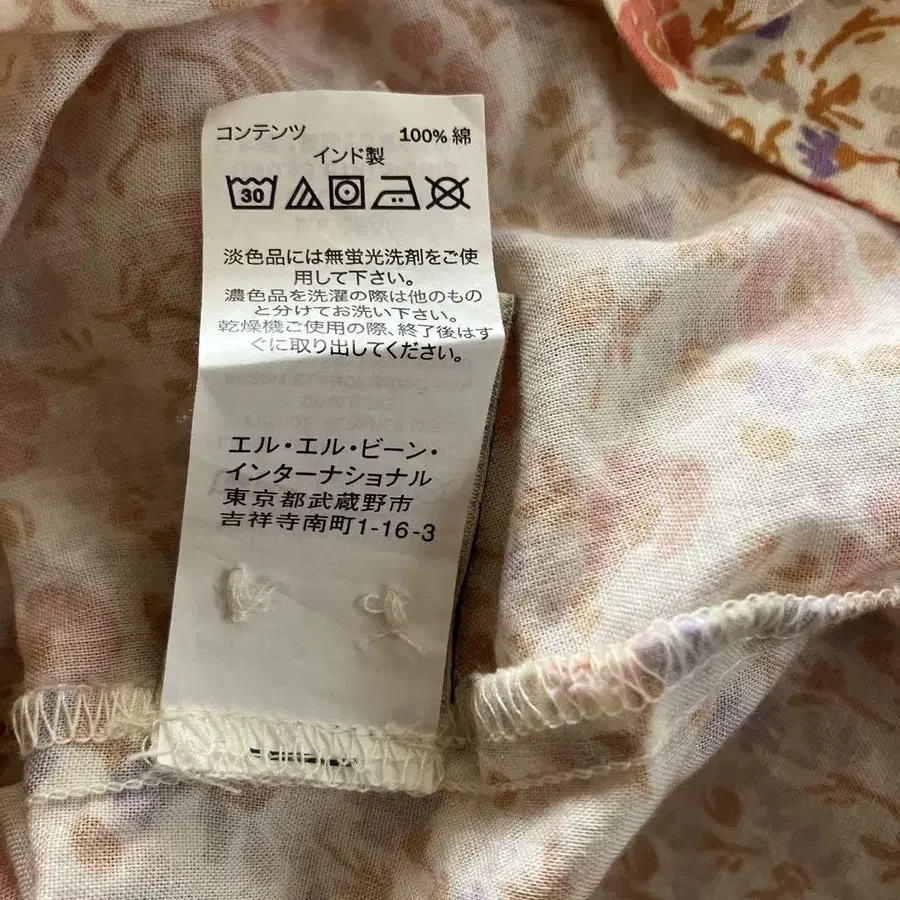 コンテンツ 100% 綿
インド製
30
淡色品には無蛍光洗剤をご使
用して下さい。
濃色品を洗濯の際は他のもの
と分けてお洗い下さい。
乾燥機ご使用の際、終了後はす
ぐに取り出してください。
エル・エル・ビーン・
インターナショナル
東京都武蔵野市
吉祥寺南町1-16-3